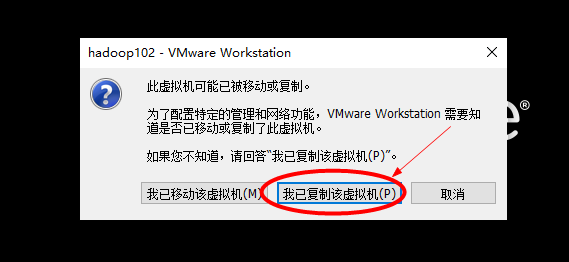 hadoop102 - VMware Workstation
此虚拟机可能已被移动或复制。
为了配置特定的管理和网络功能，VMware Workstation 需要知
道是否已移动或复制了此虚拟机。
如果您不知道，请回答“我已复制该虚拟机(P)”。
我已移动该虚拟机(M) 我已复制该虚拟机(P) 取消